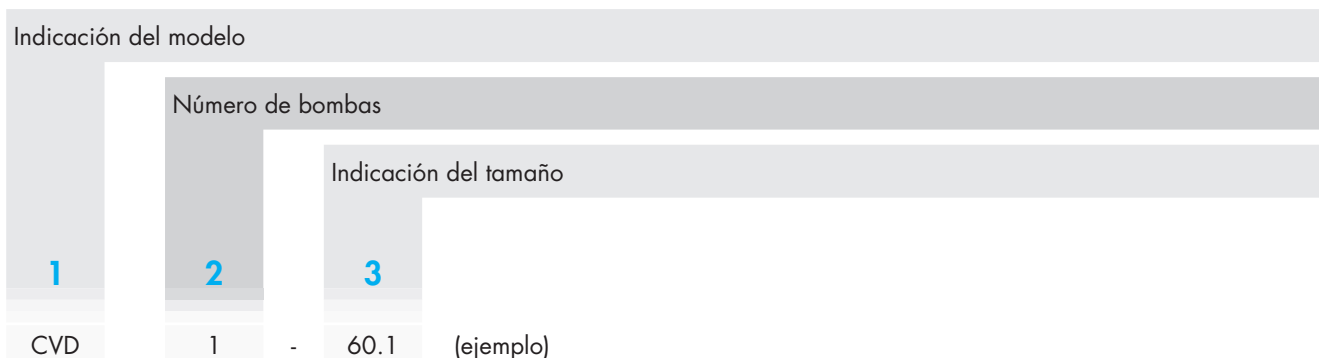 Indicación del modelo
Número de bombas
Indicación del tamaño
1 2 3
CVD 1 - 60.1 (ejemplo)